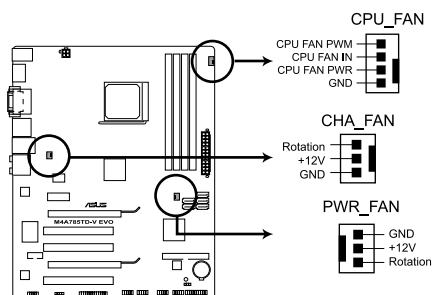 CPU_FAN
CPU FAN PWM
CPU FAN IN
CPU FAN PWR
GND
CHA_FAN
Rotation
+12V
GND
PWR_FAN
GND
+12V
Rotation
ASUS
M4A785TD-V EVO